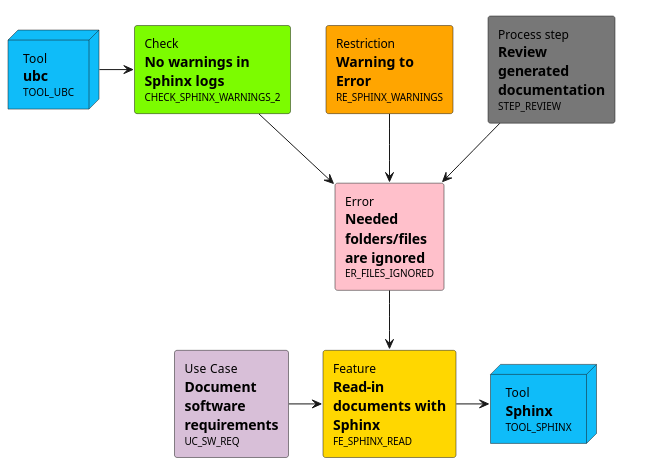 Tool
ubc
TOOL_UBC
Check
No warnings in
Sphinx logs
CHECK_SPHINX_WARNINGS_2
Restriction
Warning to
Error
RE_SPHINX_WARNINGS
Process step
Review
generated
documentation
STEP_REVIEW
Error
Needed
folders/files
are ignored
ER_FILES_IGNORED
Use Case
Document
software
requirements
UC_SW_REQ
Feature
Read-in
documents with
Sphinx
FE_SPHINX_READ
Tool
Sphinx
TOOL_SPHINX